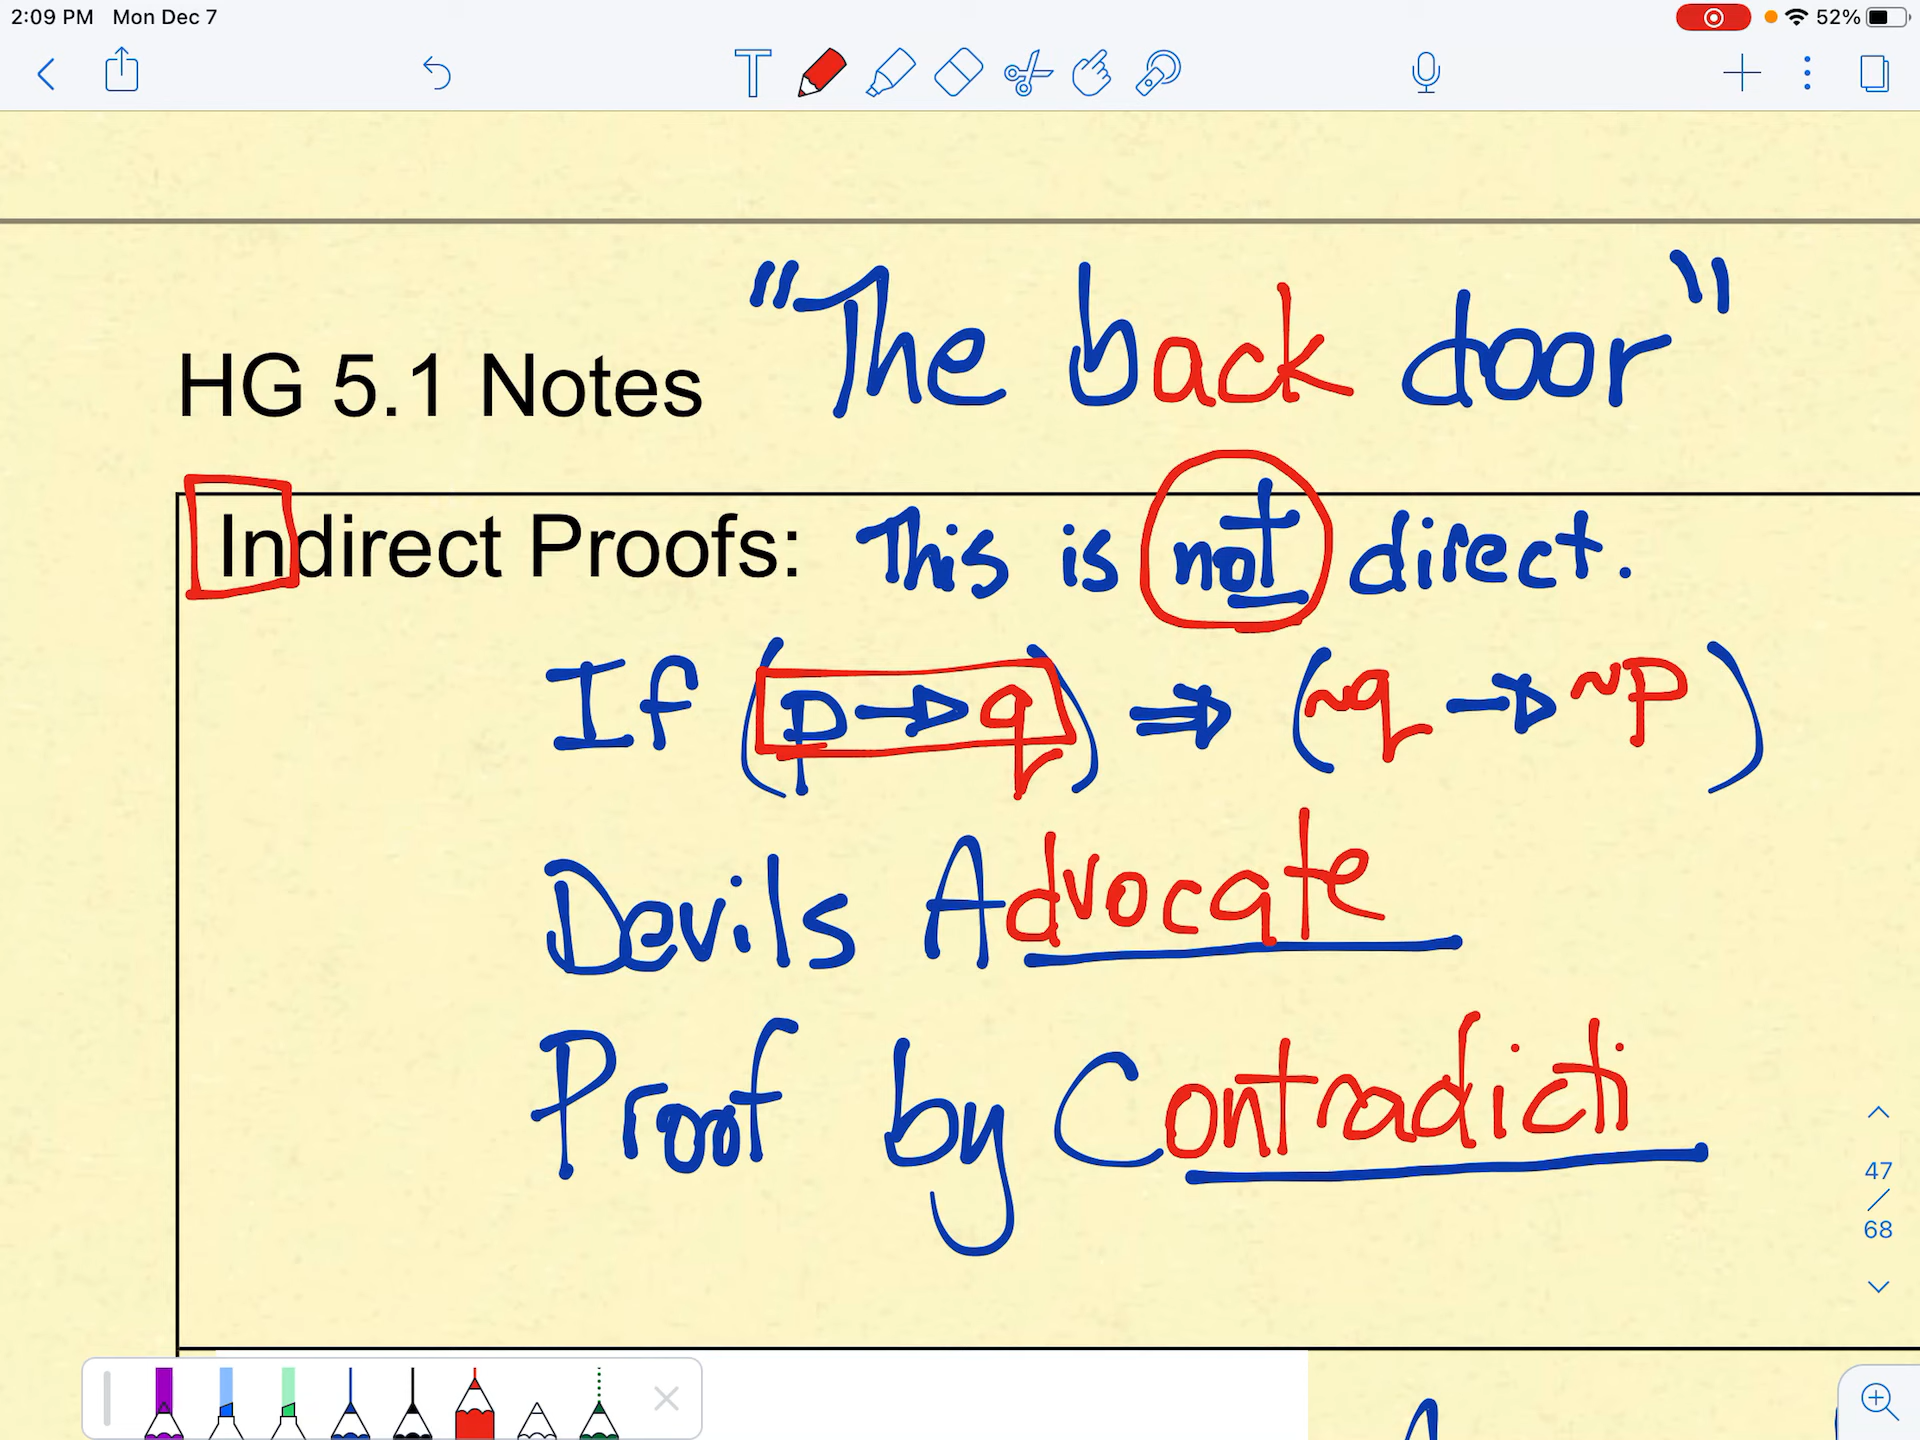 2:09 PM Mon Dec 7 52%
T
HG 5.1 Notes "The back door"
Indirect Proofs: This is not direct.
If (p → q) ⇒ (~q → ~p)
Devils Advocate
Proof by Contradicti
47
/
68